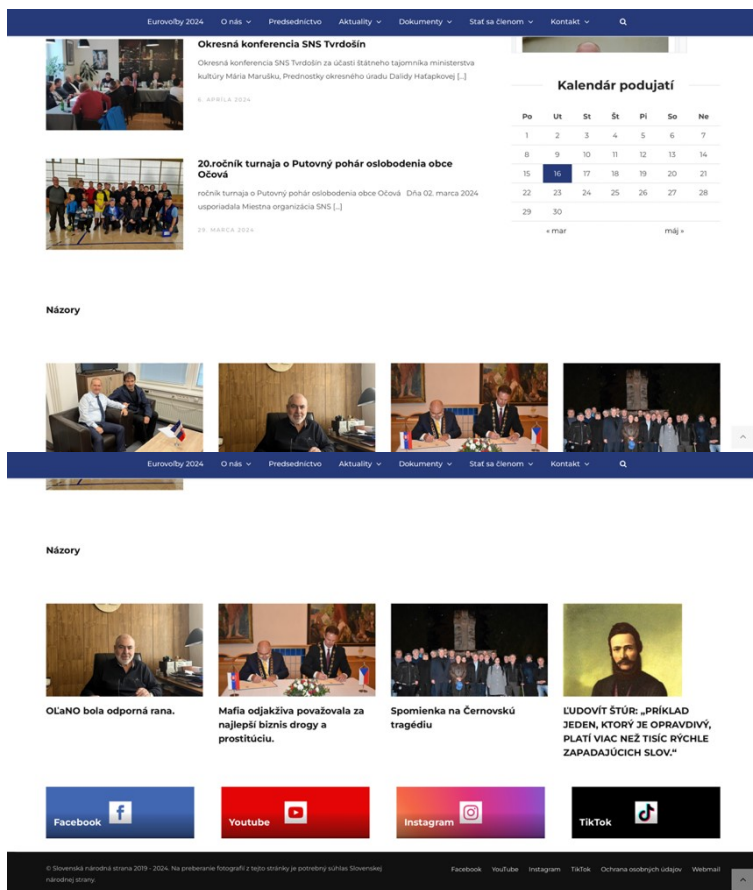 Eurovoľby 2024 O nás Predsedníctvo Aktuality Dokumenty Stať sa členom Kontakt
Okresná konferencia SNS Tvrdošín
Okresná konferencia SNS Tvrdošín za účasti štátneho tajomníka ministerstva
kultúry Mária Marušku, Prednostky okresného úradu Dalidy Haťapkovej [...]
6. APRÍLA 2024
20.ročník turnaja o Putovný pohár oslobodenia obce
Očová
ročník turnaja o Putovný pohár oslobodenia obce Očová Dňa 02. marca 2024
usporiadala Miestna organizácia SNS [...]
29. MARCA 2024
Kalendár podujatí
Po Ut St Št Pi So Ne
1 2 3 4 5 6 7
8 9 10 11 12 13 14
15 16 17 18 19 20 21
22 23 24 25 26 27 28
29 30
« mar máj »
Názory
Eurovoľby 2024 O nás Predsedníctvo Aktuality Dokumenty Stať sa členom Kontakt
Názory
OĽaNO bola odporná rana.
Mafia odjakživa považovala za
najlepší biznis drogy a
prostitúciu.
Spomienka na Černovskú
tragédiu
ĽUDOVÍT ŠTÚR: „PRÍKLAD
JEDEN, KTORÝ JE OPRAVDIVÝ,
PLATÍ VIAC NEŽ TISÍC RÝCHLE
ZAPADAJÚCICH SLOV.“
Facebook Youtube Instagram TikTok
© Slovenská národná strana 2019 - 2024. Na preberanie fotografií z tejto stránky je potrebný súhlas Slovenskej
národnej strany.
Facebook YouTube Instagram TikTok Ochrana osobných údajov Webmail